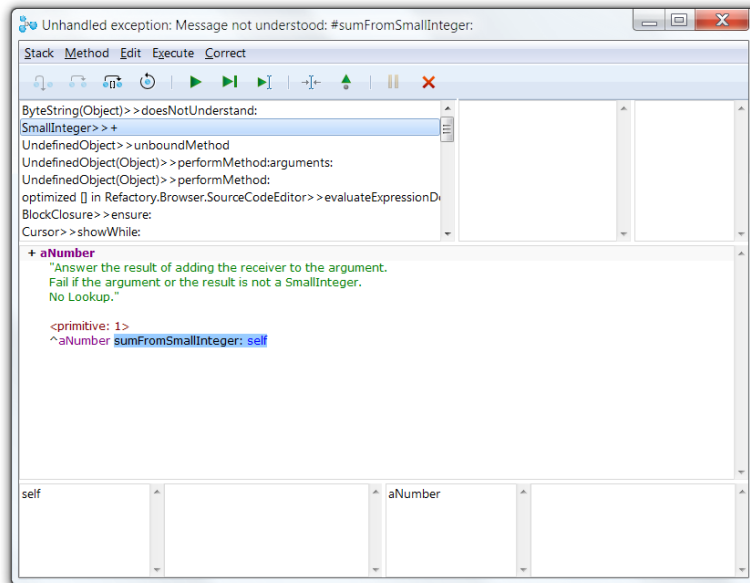 Unhandled exception: Message not understood: #sumFromSmallInteger:
Stack Method Edit Execute Correct
ByteString(Object)>>doesNotUnderstand:
SmallInteger>>+
UndefinedObject>>unboundMethod
UndefinedObject(Object)>>performMethod:arguments:
UndefinedObject(Object)>>performMethod:
optimized [] in Refactory.Browser.SourceCodeEditor>>evaluateExpressionD
BlockClosure>>ensure:
Cursor>>showWhile:
+ aNumber
"Answer the result of adding the receiver to the argument.
Fail if the argument or the result is not a SmallInteger.
No Lookup."
<primitive: 1>
^aNumber sumFromSmallInteger: self
self
aNumber